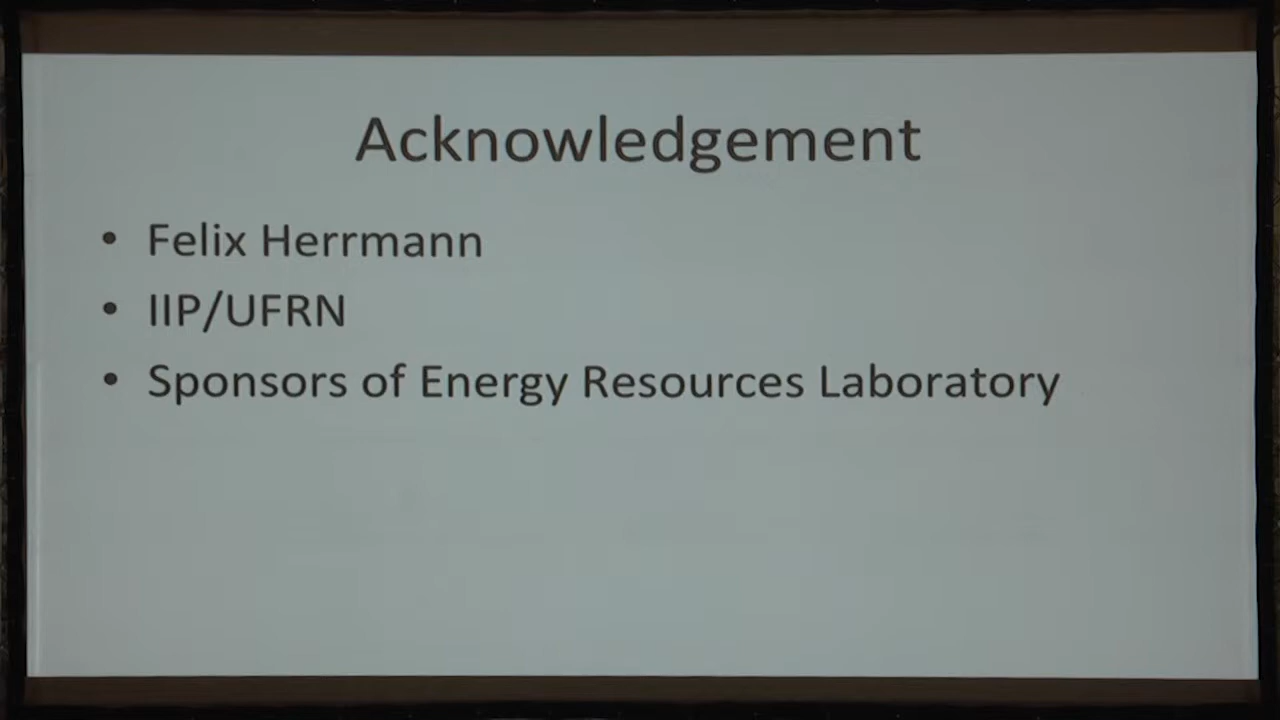 Acknowledgement
• Felix Herrmann
• IIP/UFRN
• Sponsors of Energy Resources Laboratory